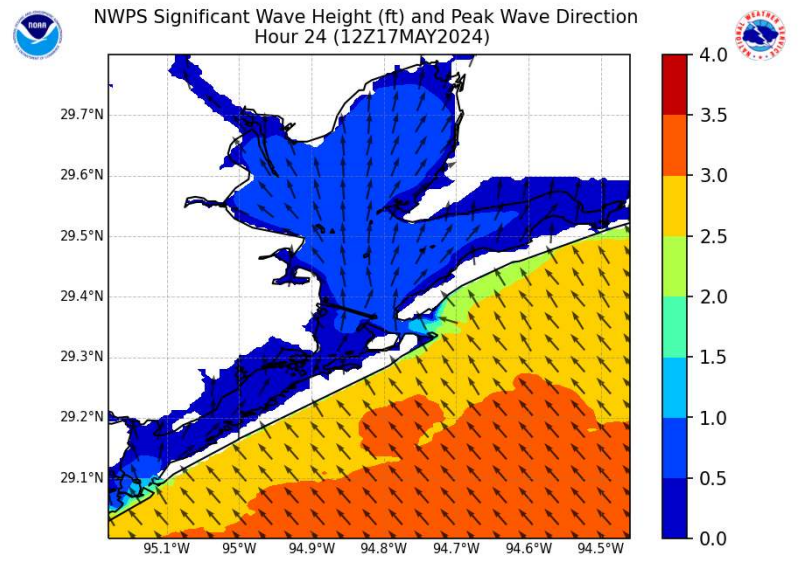 NWPS Significant Wave Height (ft) and Peak Wave Direction
Hour 24 (12Z17MAY2024)
NOAA
NATIONAL WEATHER SERVICE
29.7°N
29.6°N
29.5°N
29.4°N
29.3°N
29.2°N
29.1°N
95.1°W 95°W 94.9°W 94.8°W 94.7°W 94.6°W 94.5°W
4.0
3.5
3.0
2.5
2.0
1.5
1.0
0.5
0.0